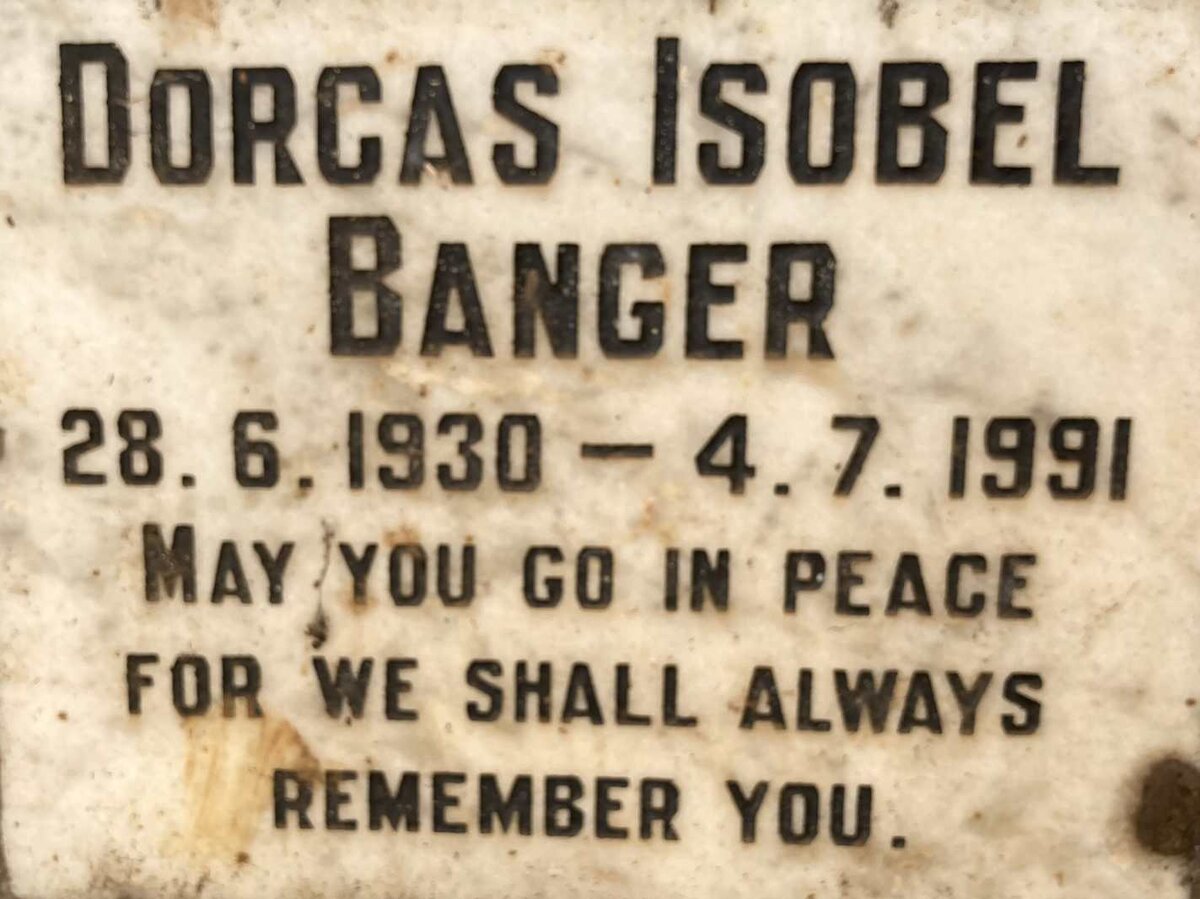 DORCAS ISOBEL
BANGER
28.6.1930 — 4.7.1991
MAY YOU GO IN PEACE
FOR WE SHALL ALWAYS
REMEMBER YOU.